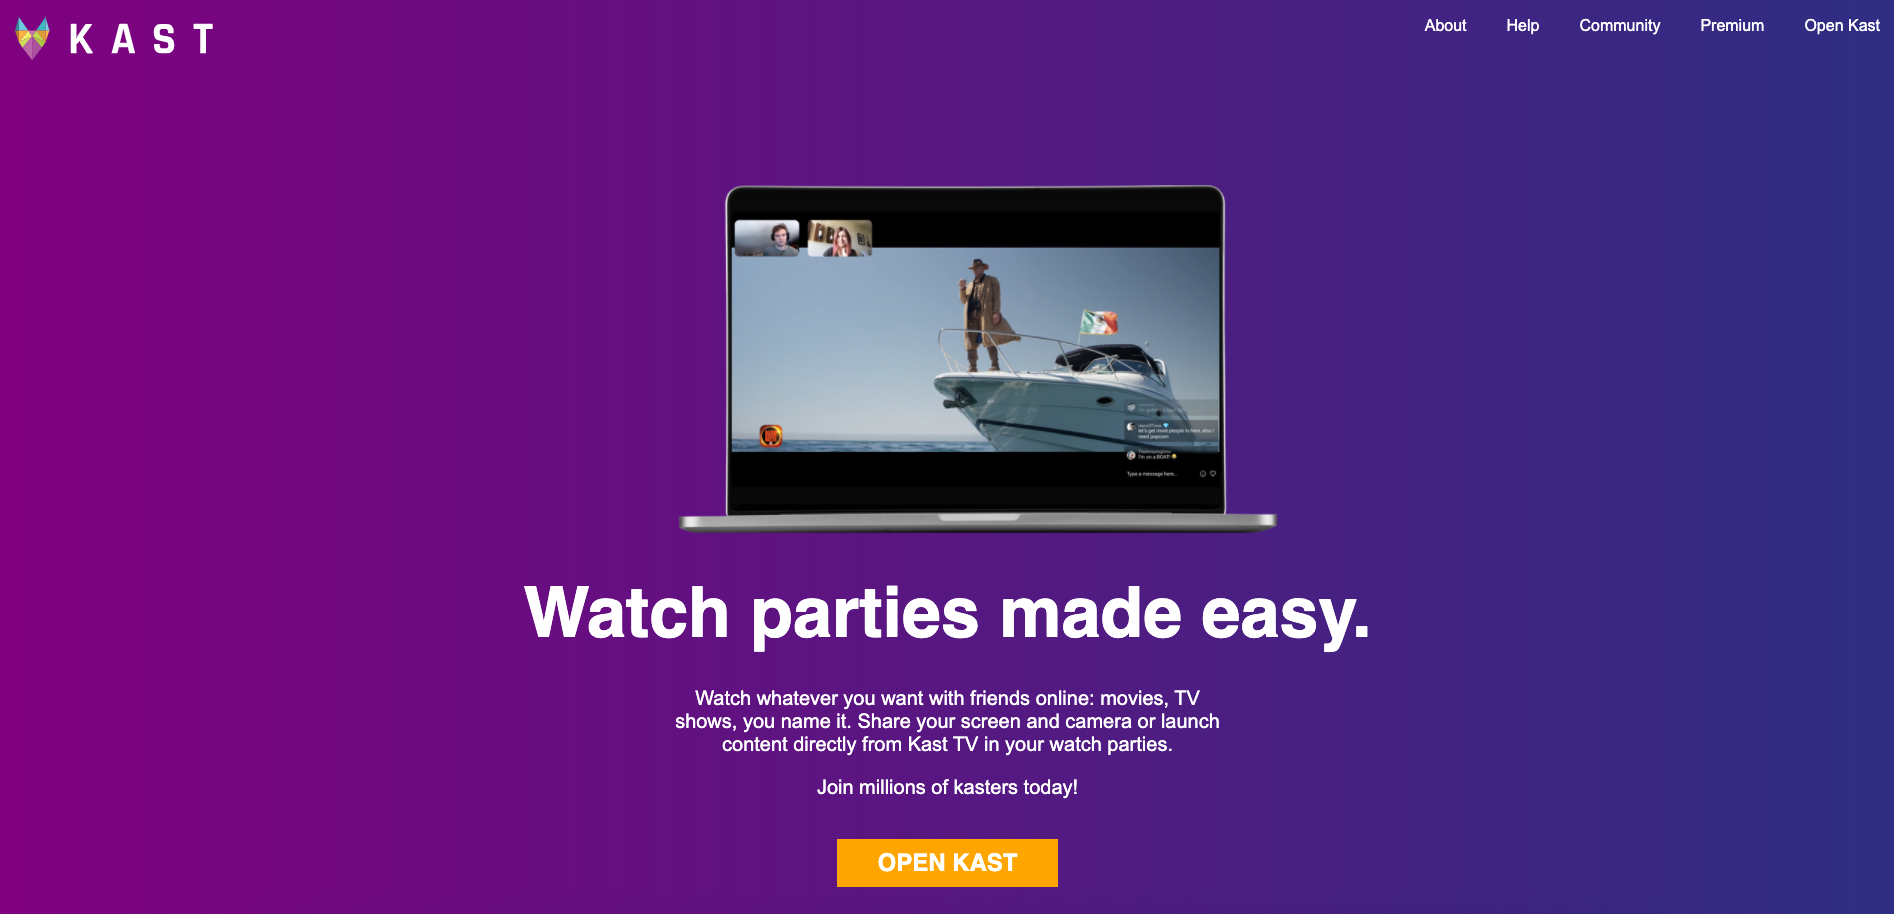 KAST
About
Help
Community
Premium
Open Kast
let's get more people in here, also I
need popcorn
TheAmazingDino
I'm on a BOAT!
Type a message here...
Watch parties made easy.
Watch whatever you want with friends online: movies, TV
shows, you name it. Share your screen and camera or launch
content directly from Kast TV in your watch parties.
Join millions of kasters today!
OPEN KAST